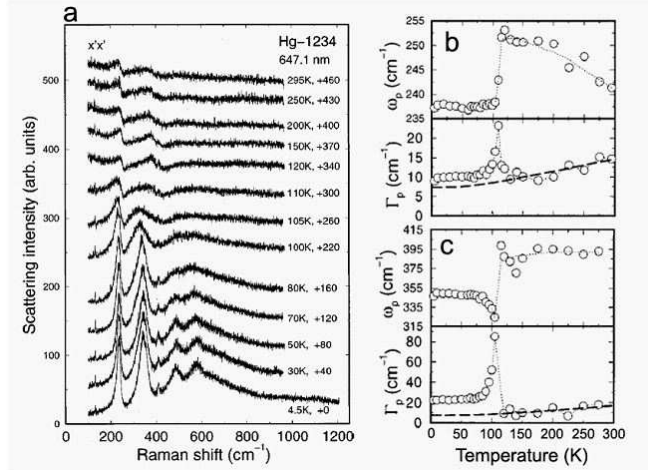 a
x'x'
Hg-1234
647.1 nm
295K, +460
250K, +430
200K, +400
150K, +370
120K, +340
110K, +300
105K, +260
100K, +220
80K, +160
70K, +120
50K, +80
30K, +40
4.5K, +0
500
400
300
200
100
0
Scattering intensity (arb. units)
0 200 400 600 800 1000 1200
Raman shift (cm⁻¹)
b
255
250
245
240
235
ωp (cm⁻¹)
20
15
10
5
0
Γp (cm⁻¹)
c
415
395
375
355
335
315
ωp (cm⁻¹)
80
60
40
20
0
Γp (cm⁻¹)
0 50 100 150 200 250 300
Temperature (K)